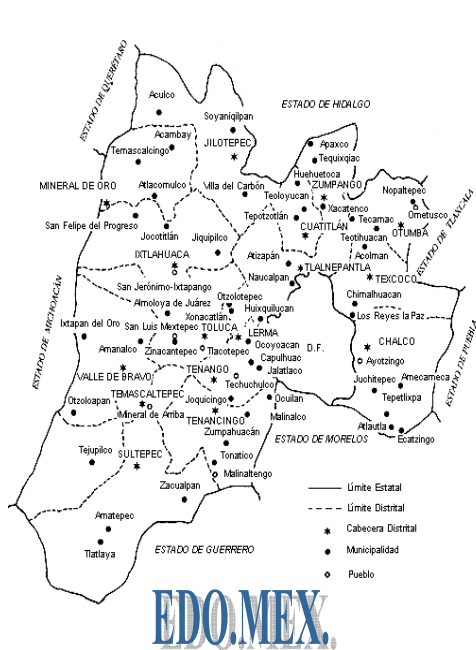 ESTADO DE QUERÉTARO
Aculco
Soyaniqilpan
ESTADO DE HIDALGO
Acambay
JILOTEPEC
Apaxco
Temascalcingo
Tequixqiac
Huehuetoca
MINERAL DE ORO
Atlacomulco
Villa del Carbón
ZUMPANGO
Nopaltepec
Teoloyucan
Ometusco
ESTADO DE TLAXCALA
San Felipe del Progreso
Tepotzotlán
Xacatenco
Tecamac
Jocotitlán
Jiquipilco
CUATITLÁN
OTUMBA
Teotihuacan
IXTLAHUACA
Atizapán
Acolman
TLALNEPANTLA
Naucalpan
TEXCOCO
San Jerónimo-Ixtapango
ESTADO DE MICHOACÁN
Almoloya de Juárez
Otzolotepec
Chimalhuacan
Xonacatlán
Huixquilucan
Los Reyes la Paz
Ixtapan del Oro
San Luis Mextepec
TOLUCA
LERMA
ESTADO DE PUEBLA
Amanalco
Zinacantepec
Tlacotepec
Ocoyoacan
D.F.
CHALCO
Capulhuac
Ayotzingo
VALLE DE BRAVO
TENANGO
Jalatlaco
Techuchulco
Juchitepec
Amecameca
TEMASCALTEPEC
Joquicingo
Ocuilan
Otzoloapan
Mineral de Arriba
TENANCINGO
Malinalco
Tepetlixpa
Zumpahuacán
ESTADO DE MORELOS
Atlautla
Ecatzingo
Tejupilco
SULTEPEC
Tonatico
Malinaltengo
Zacualpan
Límite Estatal
Límite Distrital
Amatepec
Cabecera Distrital
Tlatlaya
ESTADO DE GUERRERO
Municipalidad
Pueblo
EDO.MEX.